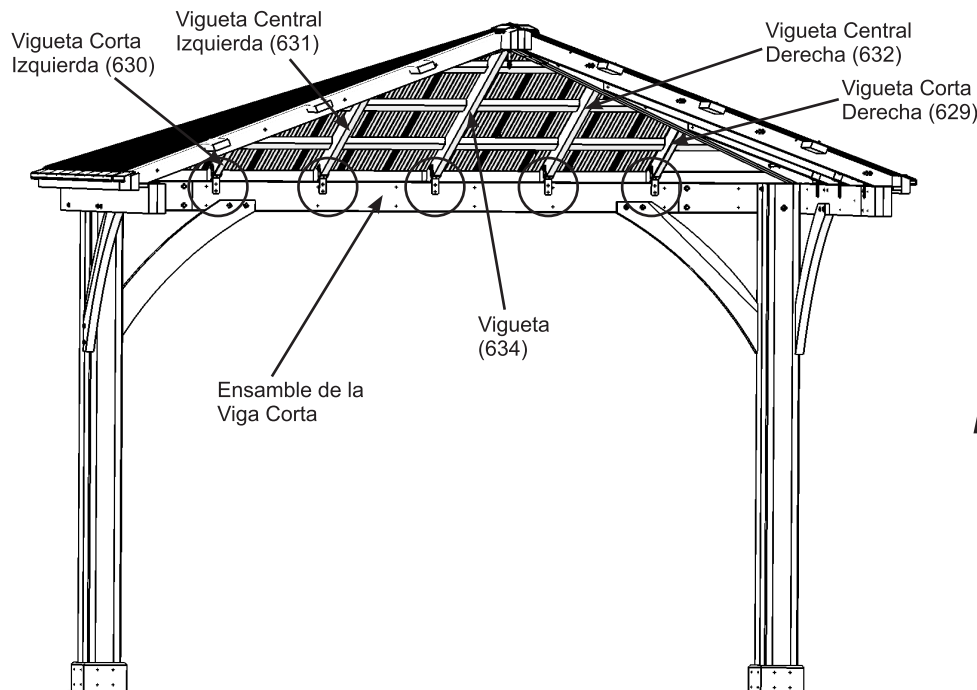 Vigueta Corta
Izquierda (630)
Vigueta Central
Izquierda (631)
Vigueta Central
Derecha (632)
Vigueta Corta
Derecha (629)
Vigueta
(634)
Ensamble de la
Viga Corta